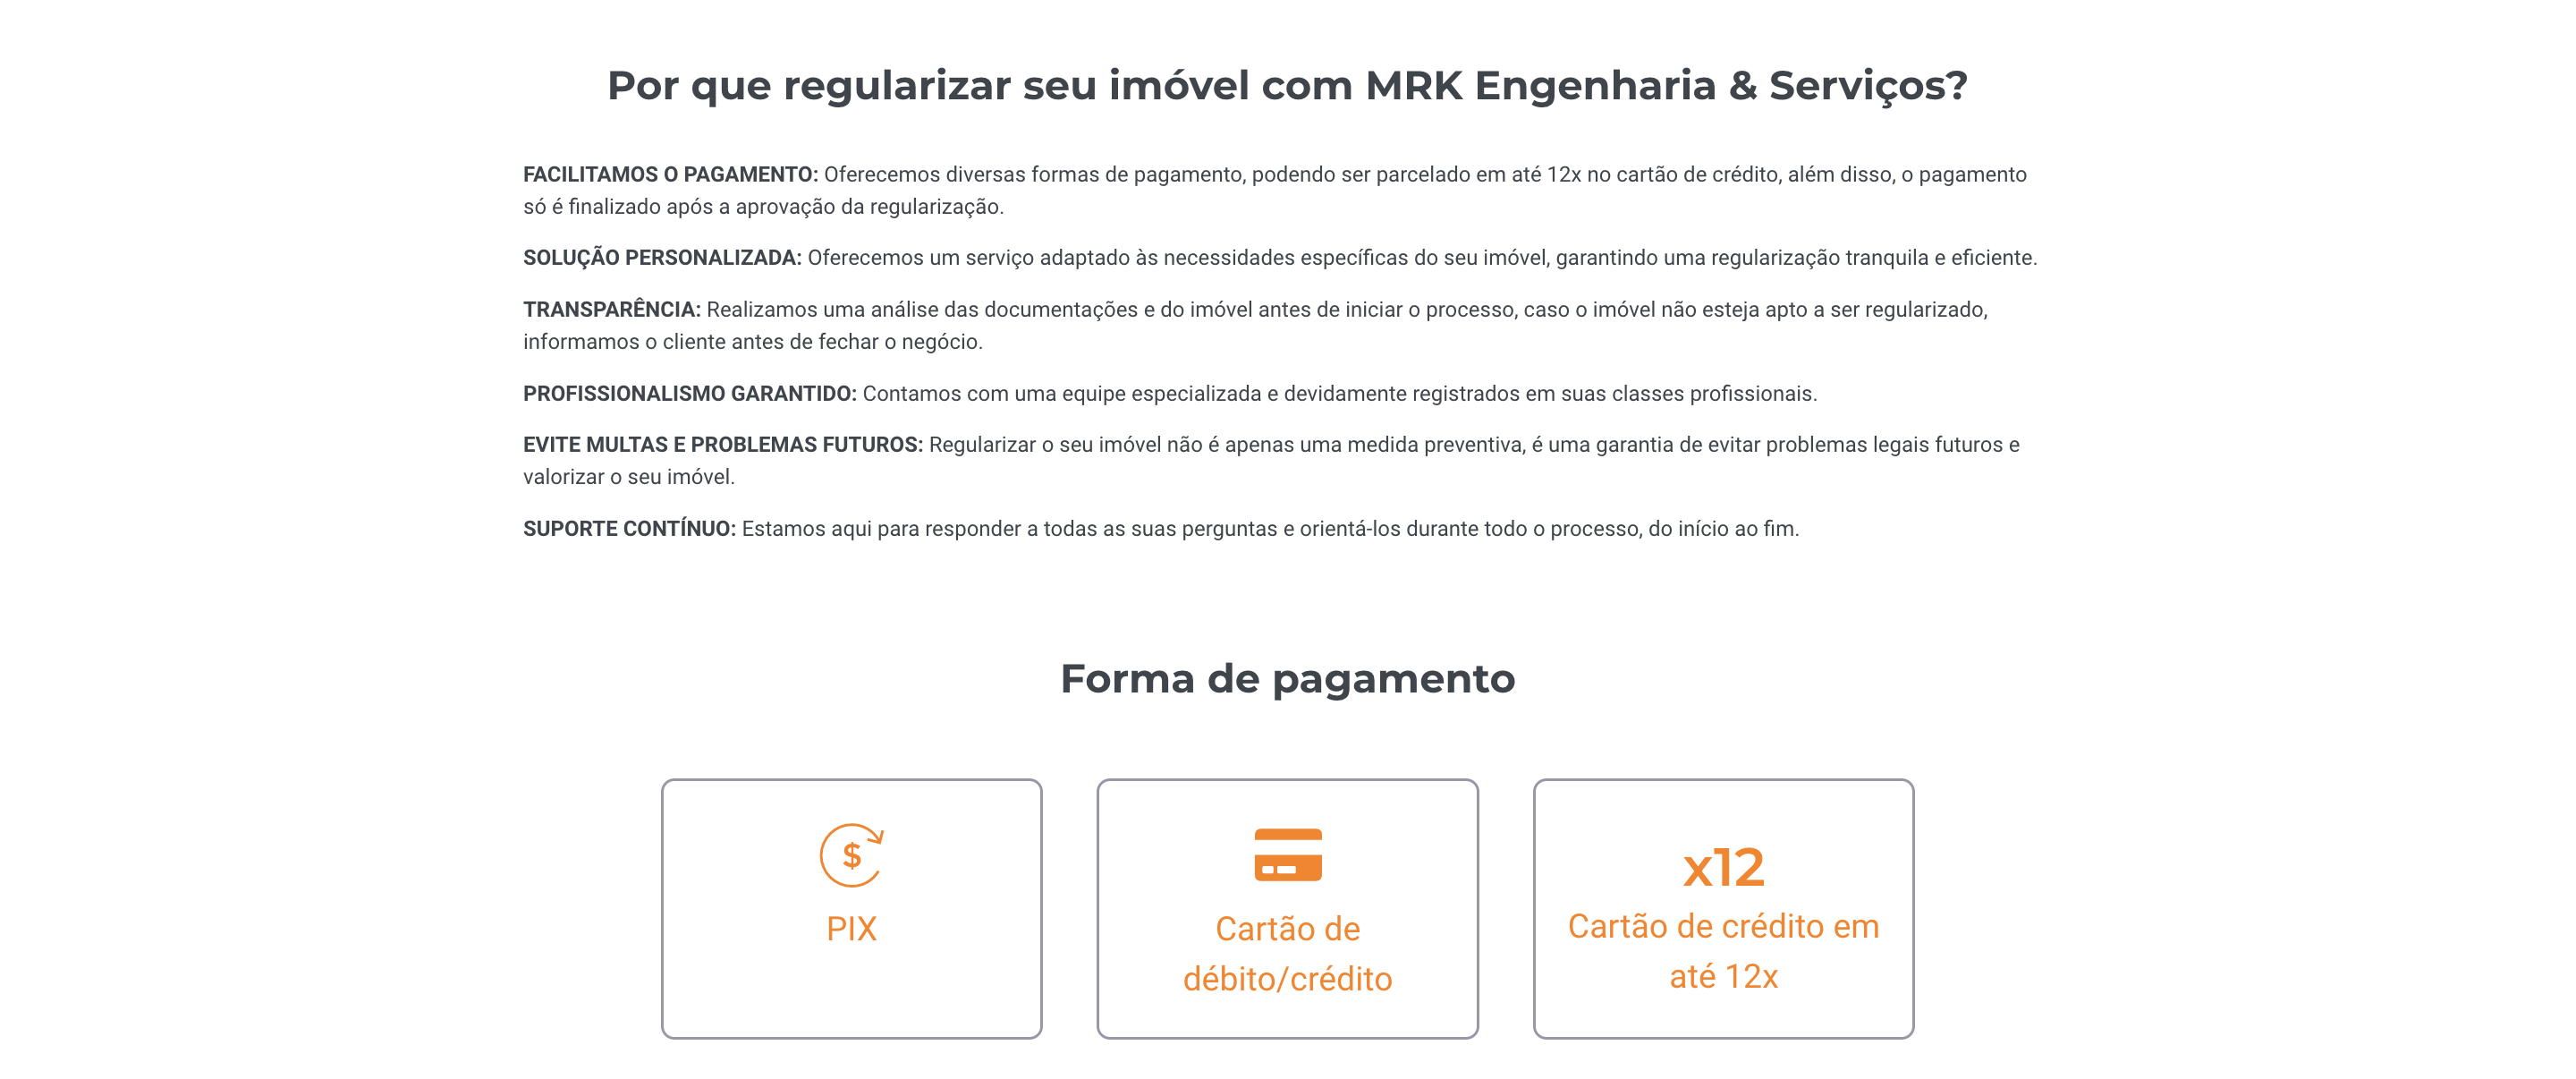 Por que regularizar seu imóvel com MRK Engenharia & Serviços?
FACILITAMOS O PAGAMENTO: Oferecemos diversas formas de pagamento, podendo ser parcelado em até 12x no cartão de crédito, além disso, o pagamento
só é finalizado após a aprovação da regularização.
SOLUÇÃO PERSONALIZADA: Oferecemos um serviço adaptado às necessidades específicas do seu imóvel, garantindo uma regularização tranquila e eficiente.
TRANSPARÊNCIA: Realizamos uma análise das documentações e do imóvel antes de iniciar o processo, caso o imóvel não esteja apto a ser regularizado,
informamos o cliente antes de fechar o negócio.
PROFISSIONALISMO GARANTIDO: Contamos com uma equipe especializada e devidamente registrados em suas classes profissionais.
EVITE MULTAS E PROBLEMAS FUTUROS: Regularizar o seu imóvel não é apenas uma medida preventiva, é uma garantia de evitar problemas legais futuros e
valorizar o seu imóvel.
SUPORTE CONTÍNUO: Estamos aqui para responder a todas as suas perguntas e orientá-los durante todo o processo, do início ao fim.
Forma de pagamento
$
PIX
Cartão de
débito/crédito
x12
Cartão de crédito em
até 12x